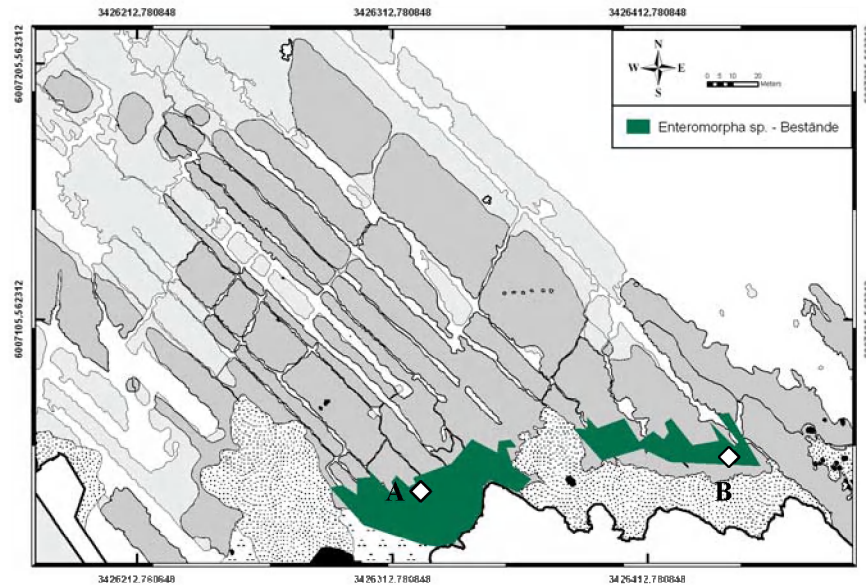 3426212,780848 3426312,780848 3426412,780848
6007205,562312
6007105,562312
N
W E
S
0 5 10 20
Meters
Enteromorpha sp. - Bestände
A
B
3426212,780848 3426312,780848 3426412,780848